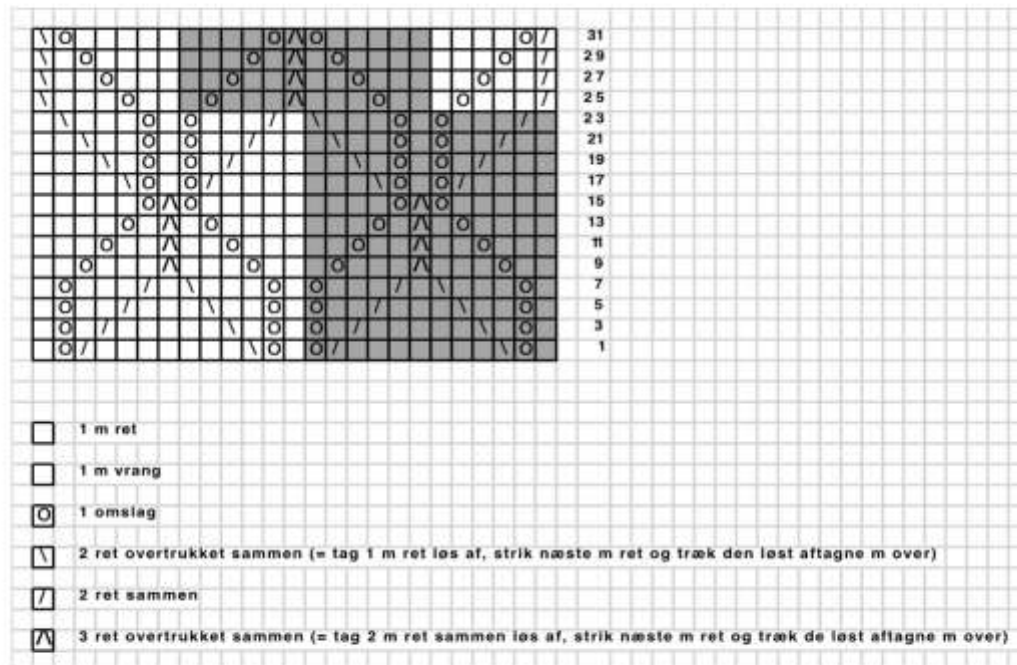 31
29
27
25
23
21
19
17
15
13
11
9
7
5
3
1
1 m ret
1 m vrang
1 omslag
2 ret overtrukket sammen (= tag 1 m ret løs af, strik næste m ret og træk den løst aftagne m over)
2 ret sammen
3 ret overtrukket sammen (= tag 2 m ret sammen løs af, strik næste m ret og træk de løst aftagne m over)